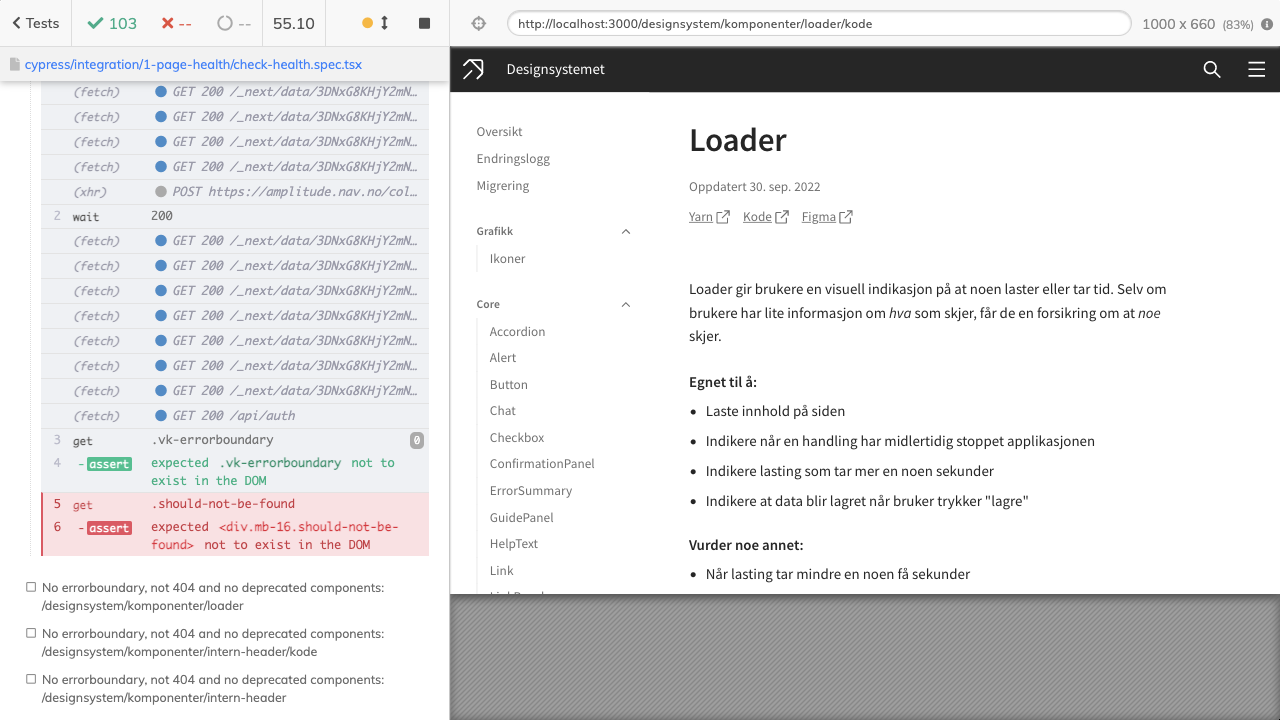 Tests
103
--
--
55.10
http://localhost:3000/designsystem/komponenter/loader/kode
1000 x 660 (83%)
cypress/integration/1-page-health/check-health.spec.tsx
(fetch) GET 200 /_next/data/3DNxG8KHjY2mN…
(fetch) GET 200 /_next/data/3DNxG8KHjY2mN…
(fetch) GET 200 /_next/data/3DNxG8KHjY2mN…
(fetch) GET 200 /_next/data/3DNxG8KHjY2mN…
(xhr) POST https://amplitude.nav.no/col…
2 wait 200
(fetch) GET 200 /_next/data/3DNxG8KHjY2mN…
(fetch) GET 200 /_next/data/3DNxG8KHjY2mN…
(fetch) GET 200 /_next/data/3DNxG8KHjY2mN…
(fetch) GET 200 /_next/data/3DNxG8KHjY2mN…
(fetch) GET 200 /_next/data/3DNxG8KHjY2mN…
(fetch) GET 200 /_next/data/3DNxG8KHjY2mN…
(fetch) GET 200 /_next/data/3DNxG8KHjY2mN…
(fetch) GET 200 /api/auth
3 get .vk-errorboundary 0
4 -assert expected .vk-errorboundary not to
exist in the DOM
5 get .should-not-be-found
6 -assert expected <div.mb-16.should-not-be-
found> not to exist in the DOM
No errorboundary, not 404 and no deprecated components:
/designsystem/komponenter/loader
No errorboundary, not 404 and no deprecated components:
/designsystem/komponenter/intern-header/kode
No errorboundary, not 404 and no deprecated components:
/designsystem/komponenter/intern-header
Designsystemet
Oversikt
Endringslogg
Migrering
Grafikk
Ikoner
Core
Accordion
Alert
Button
Chat
Checkbox
ConfirmationPanel
ErrorSummary
GuidePanel
HelpText
Link
Loader
Oppdatert 30. sep. 2022
Yarn Kode Figma
Loader gir brukere en visuell indikasjon på at noen laster eller tar tid. Selv om
brukere har lite informasjon om hva som skjer, får de en forsikring om at noe
skjer.
Egnet til å:
• Laste innhold på siden
• Indikere når en handling har midlertidig stoppet applikasjonen
• Indikere lasting som tar mer en noen sekunder
• Indikere at data blir lagret når bruker trykker "lagre"
Vurder noe annet:
• Når lasting tar mindre en noen få sekunder